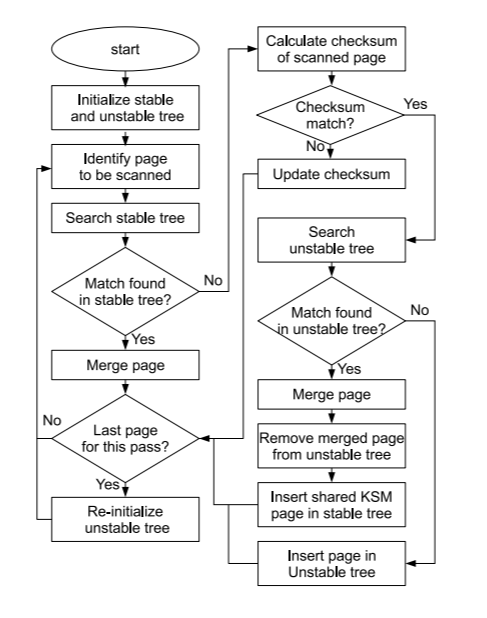 start
Initialize stable
and unstable tree
Identify page
to be scanned
Search stable tree
Match found
in stable tree?
No
Yes
Merge page
Last page
for this pass?
No
Yes
Re-initialize
unstable tree
Calculate checksum
of scanned page
Checksum
match?
Yes
No
Update checksum
Search
unstable tree
Match found
in unstable tree?
No
Yes
Merge page
Remove merged page
from unstable tree
Insert shared KSM
page in stable tree
Insert page in
Unstable tree